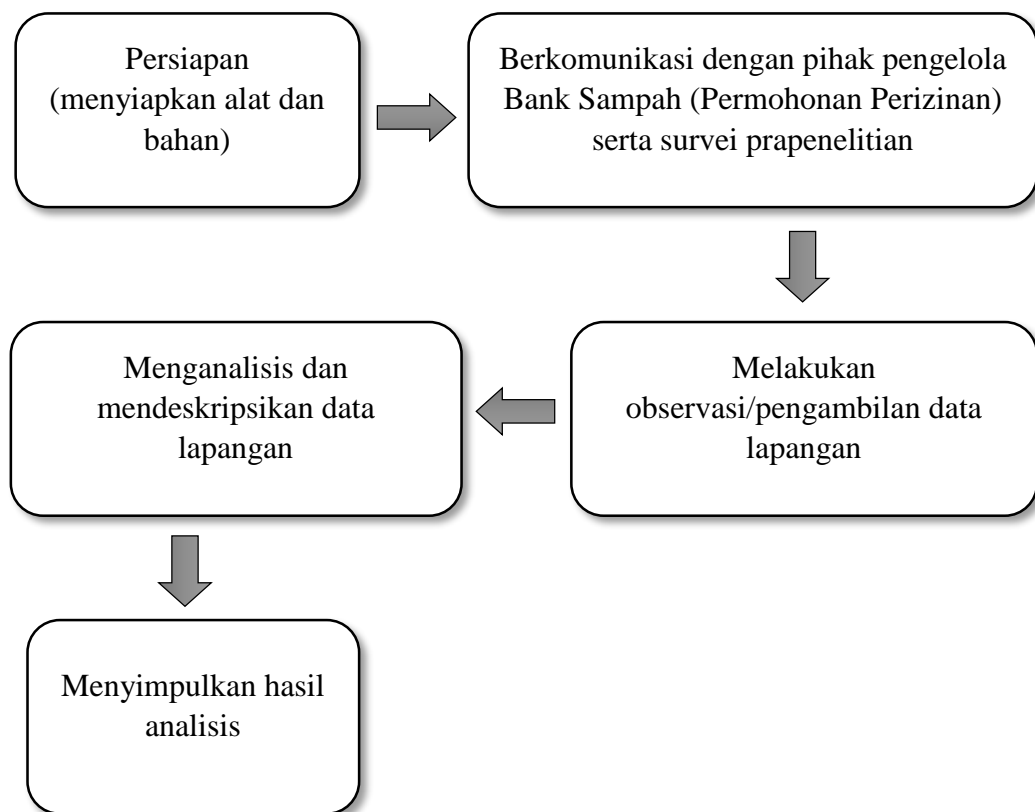 Persiapan
(menyiapkan alat dan
bahan)
Berkomunikasi dengan pihak pengelola
Bank Sampah (Permohonan Perizinan)
serta survei prapenelitian
Melakukan
observasi/pengambilan data
lapangan
Menganalisis dan
mendeskripsikan data
lapangan
Menyimpulkan hasil
analisis